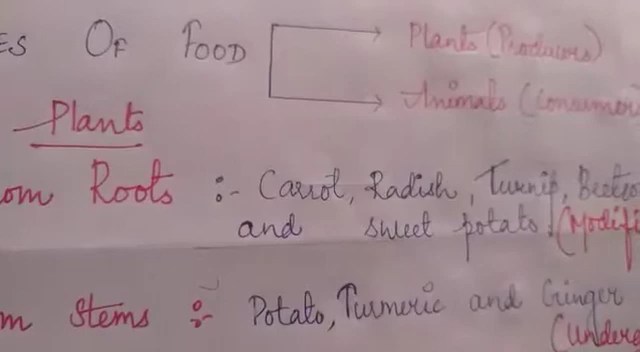 ES OF FOOD
Plants (Producers)
Animals (Consumer
Plants
om Roots :- Carrot, Radish, Turnip, Beetro
and sweet potato. (Modifi
m Stems :- Potato, Turmeric and Ginger
(Underg